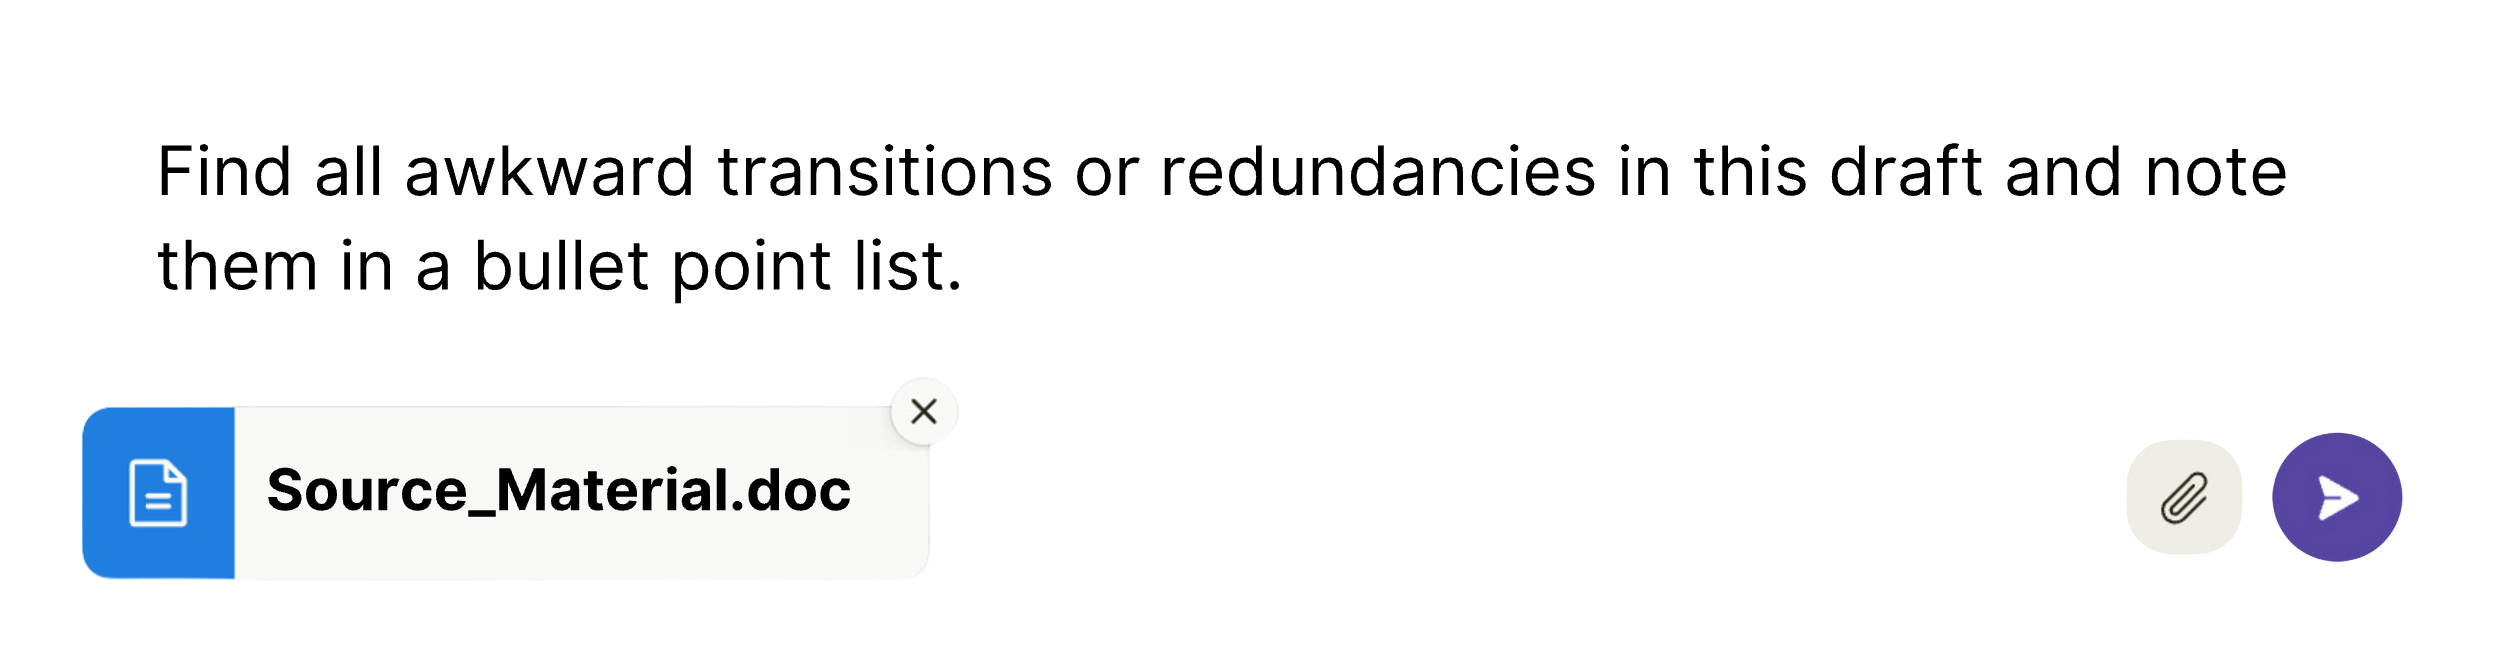 Find all awkward transitions or redundancies in this draft and note
them in a bullet point list.
Source_Material.doc